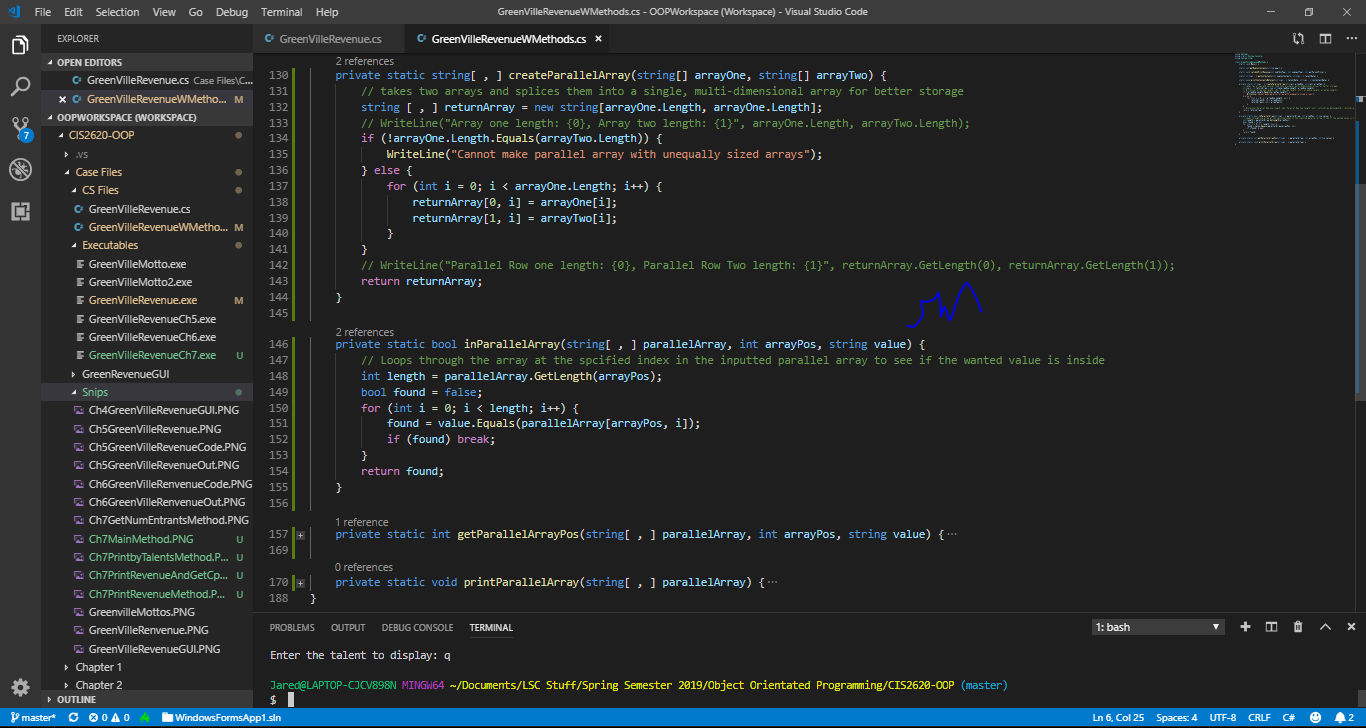 File Edit Selection View Go Debug Terminal Help
GreenVilleRevenueWMethods.cs - OOPWorkspace (Workspace) - Visual Studio Code
EXPLORER
OPEN EDITORS
GreenVilleRevenue.cs Case Files\C...
GreenVilleRevenueWMetho... M
OOPWORKSPACE (WORKSPACE)
CIS2620-OOP
.vs
Case Files
CS Files
GreenVilleRevenue.cs
GreenVilleRevenueWMetho... M
Executables
GreenVilleMotto.exe
GreenVilleMotto2.exe
GreenVilleRevenue.exe M
GreenVilleRevenueCh5.exe
GreenVilleRevenueCh6.exe
GreenVilleRevenueCh7.exe U
GreenRevenueGUI
Snips
Ch4GreenVilleRevenueGUI.PNG
Ch5GreenVilleRevenue.PNG
Ch5GreenVilleRevenueCode.PNG
Ch5GreenVilleRevenueOut.PNG
Ch6GreenVilleRenvenueCode.PNG
Ch6GreenVilleRenvenueOut.PNG
Ch7GetNumEntrantsMethod.PNG
Ch7MainMethod.PNG U
Ch7PrintbyTalentsMethod.P... U
Ch7PrintRevenueAndGetCp... U
Ch7PrintRevenueMethod.P... U
GreenvilleMottos.PNG
GreenVilleRenvenue.PNG
GreenVilleRevenueGUI.PNG
Chapter 1
Chapter 2
OUTLINE
7
GreenVilleRevenue.cs
GreenVilleRevenueWMethods.cs
2 references
130 private static string[ , ] createParallelArray(string[] arrayOne, string[] arrayTwo) {
131 // takes two arrays and splices them into a single, multi-dimensional array for better storage
132 string [ , ] returnArray = new string[arrayOne.Length, arrayOne.Length];
133 // WriteLine("Array one length: {0}, Array two length: {1}", arrayOne.Length, arrayTwo.Length);
134 if (!arrayOne.Length.Equals(arrayTwo.Length)) {
135 WriteLine("Cannot make parallel array with unequally sized arrays");
136 } else {
137 for (int i = 0; i < arrayOne.Length; i++) {
138 returnArray[0, i] = arrayOne[i];
139 returnArray[1, i] = arrayTwo[i];
140 }
141 }
142 // WriteLine("Parallel Row one length: {0}, Parallel Row Two length: {1}", returnArray.GetLength(0), returnArray.GetLength(1));
143 return returnArray;
144 }
145
2 references
146 private static bool inParallelArray(string[ , ] parallelArray, int arrayPos, string value) {
147 // Loops through the array at the spcified index in the inputted parallel array to see if the wanted value is inside
148 int length = parallelArray.GetLength(arrayPos);
149 bool found = false;
150 for (int i = 0; i < length; i++) {
151 found = value.Equals(parallelArray[arrayPos, i]);
152 if (found) break;
153 }
154 return found;
155 }
156
1 reference
157 private static int getParallelArrayPos(string[ , ] parallelArray, int arrayPos, string value) {...
169
0 references
170 private static void printParallelArray(string[ , ] parallelArray) {...
188 }
PROBLEMS OUTPUT DEBUG CONSOLE TERMINAL
1: bash
Enter the talent to display: q
Jared@LAPTOP-CJCV898N MINGW64 ~/Documents/LSC Stuff/Spring Semester 2019/Object Orientated Programming/CIS2620-OOP (master)
$
master* 0 0 WindowsFormsApp1.sln
Ln 6, Col 25 Spaces: 4 UTF-8 CRLF C# 2